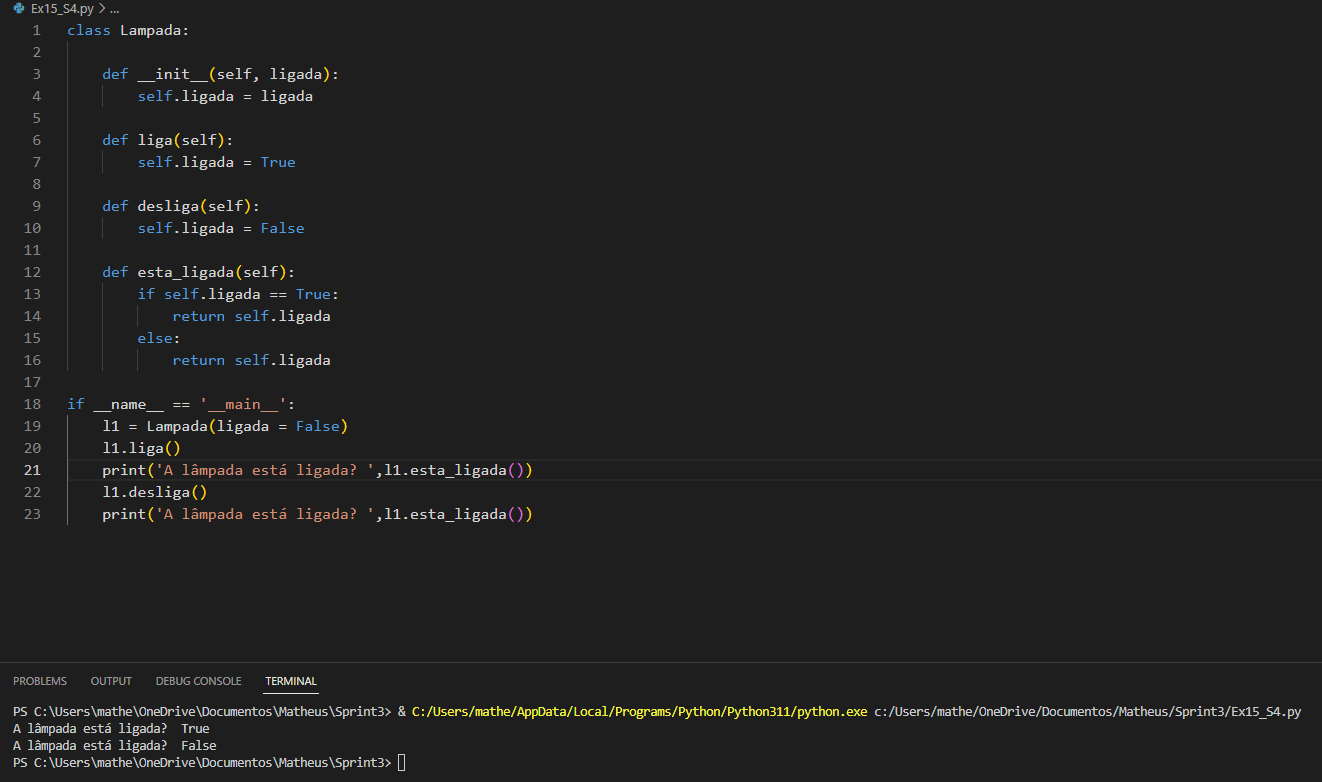 Ex15_S4.py > ...
1 class Lampada:
2
3     def __init__(self, ligada):
4         self.ligada = ligada
5
6     def liga(self):
7         self.ligada = True
8
9     def desliga(self):
10         self.ligada = False
11
12     def esta_ligada(self):
13         if self.ligada == True:
14             return self.ligada
15         else:
16             return self.ligada
17
18 if __name__ == '__main__':
19     l1 = Lampada(ligada = False)
20     l1.liga()
21     print('A lâmpada está ligada? ',l1.esta_ligada())
22     l1.desliga()
23     print('A lâmpada está ligada? ',l1.esta_ligada())
PROBLEMS OUTPUT DEBUG CONSOLE TERMINAL
PS C:\Users\mathe\OneDrive\Documentos\Matheus\Sprint3> & C:/Users/mathe/AppData/Local/Programs/Python/Python311/python.exe c:/Users/mathe/OneDrive/Documentos/Matheus/Sprint3/Ex15_S4.py
A lâmpada está ligada?  True
A lâmpada está ligada?  False
PS C:\Users\mathe\OneDrive\Documentos\Matheus\Sprint3>